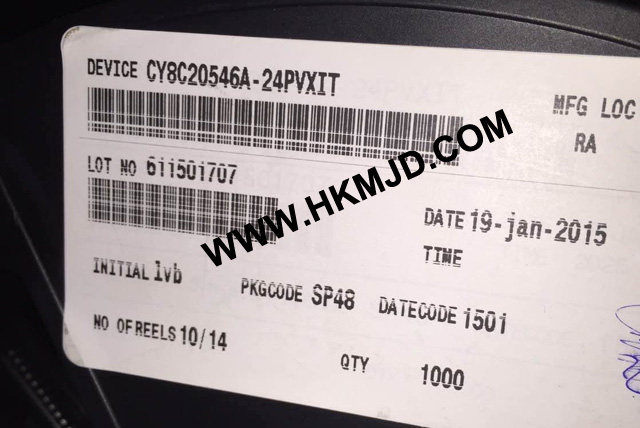 DEVICE CY8C20546A-24PVXIT
MFG LOC
RA
LOT NO 611501707
WWW.HKMJD.COM
DATE 19-jan-2015
TIME
INITIAL lvb
PKGCODE SP48
DATECODE 1501
NO OF REELS 10/14
QTY 1000